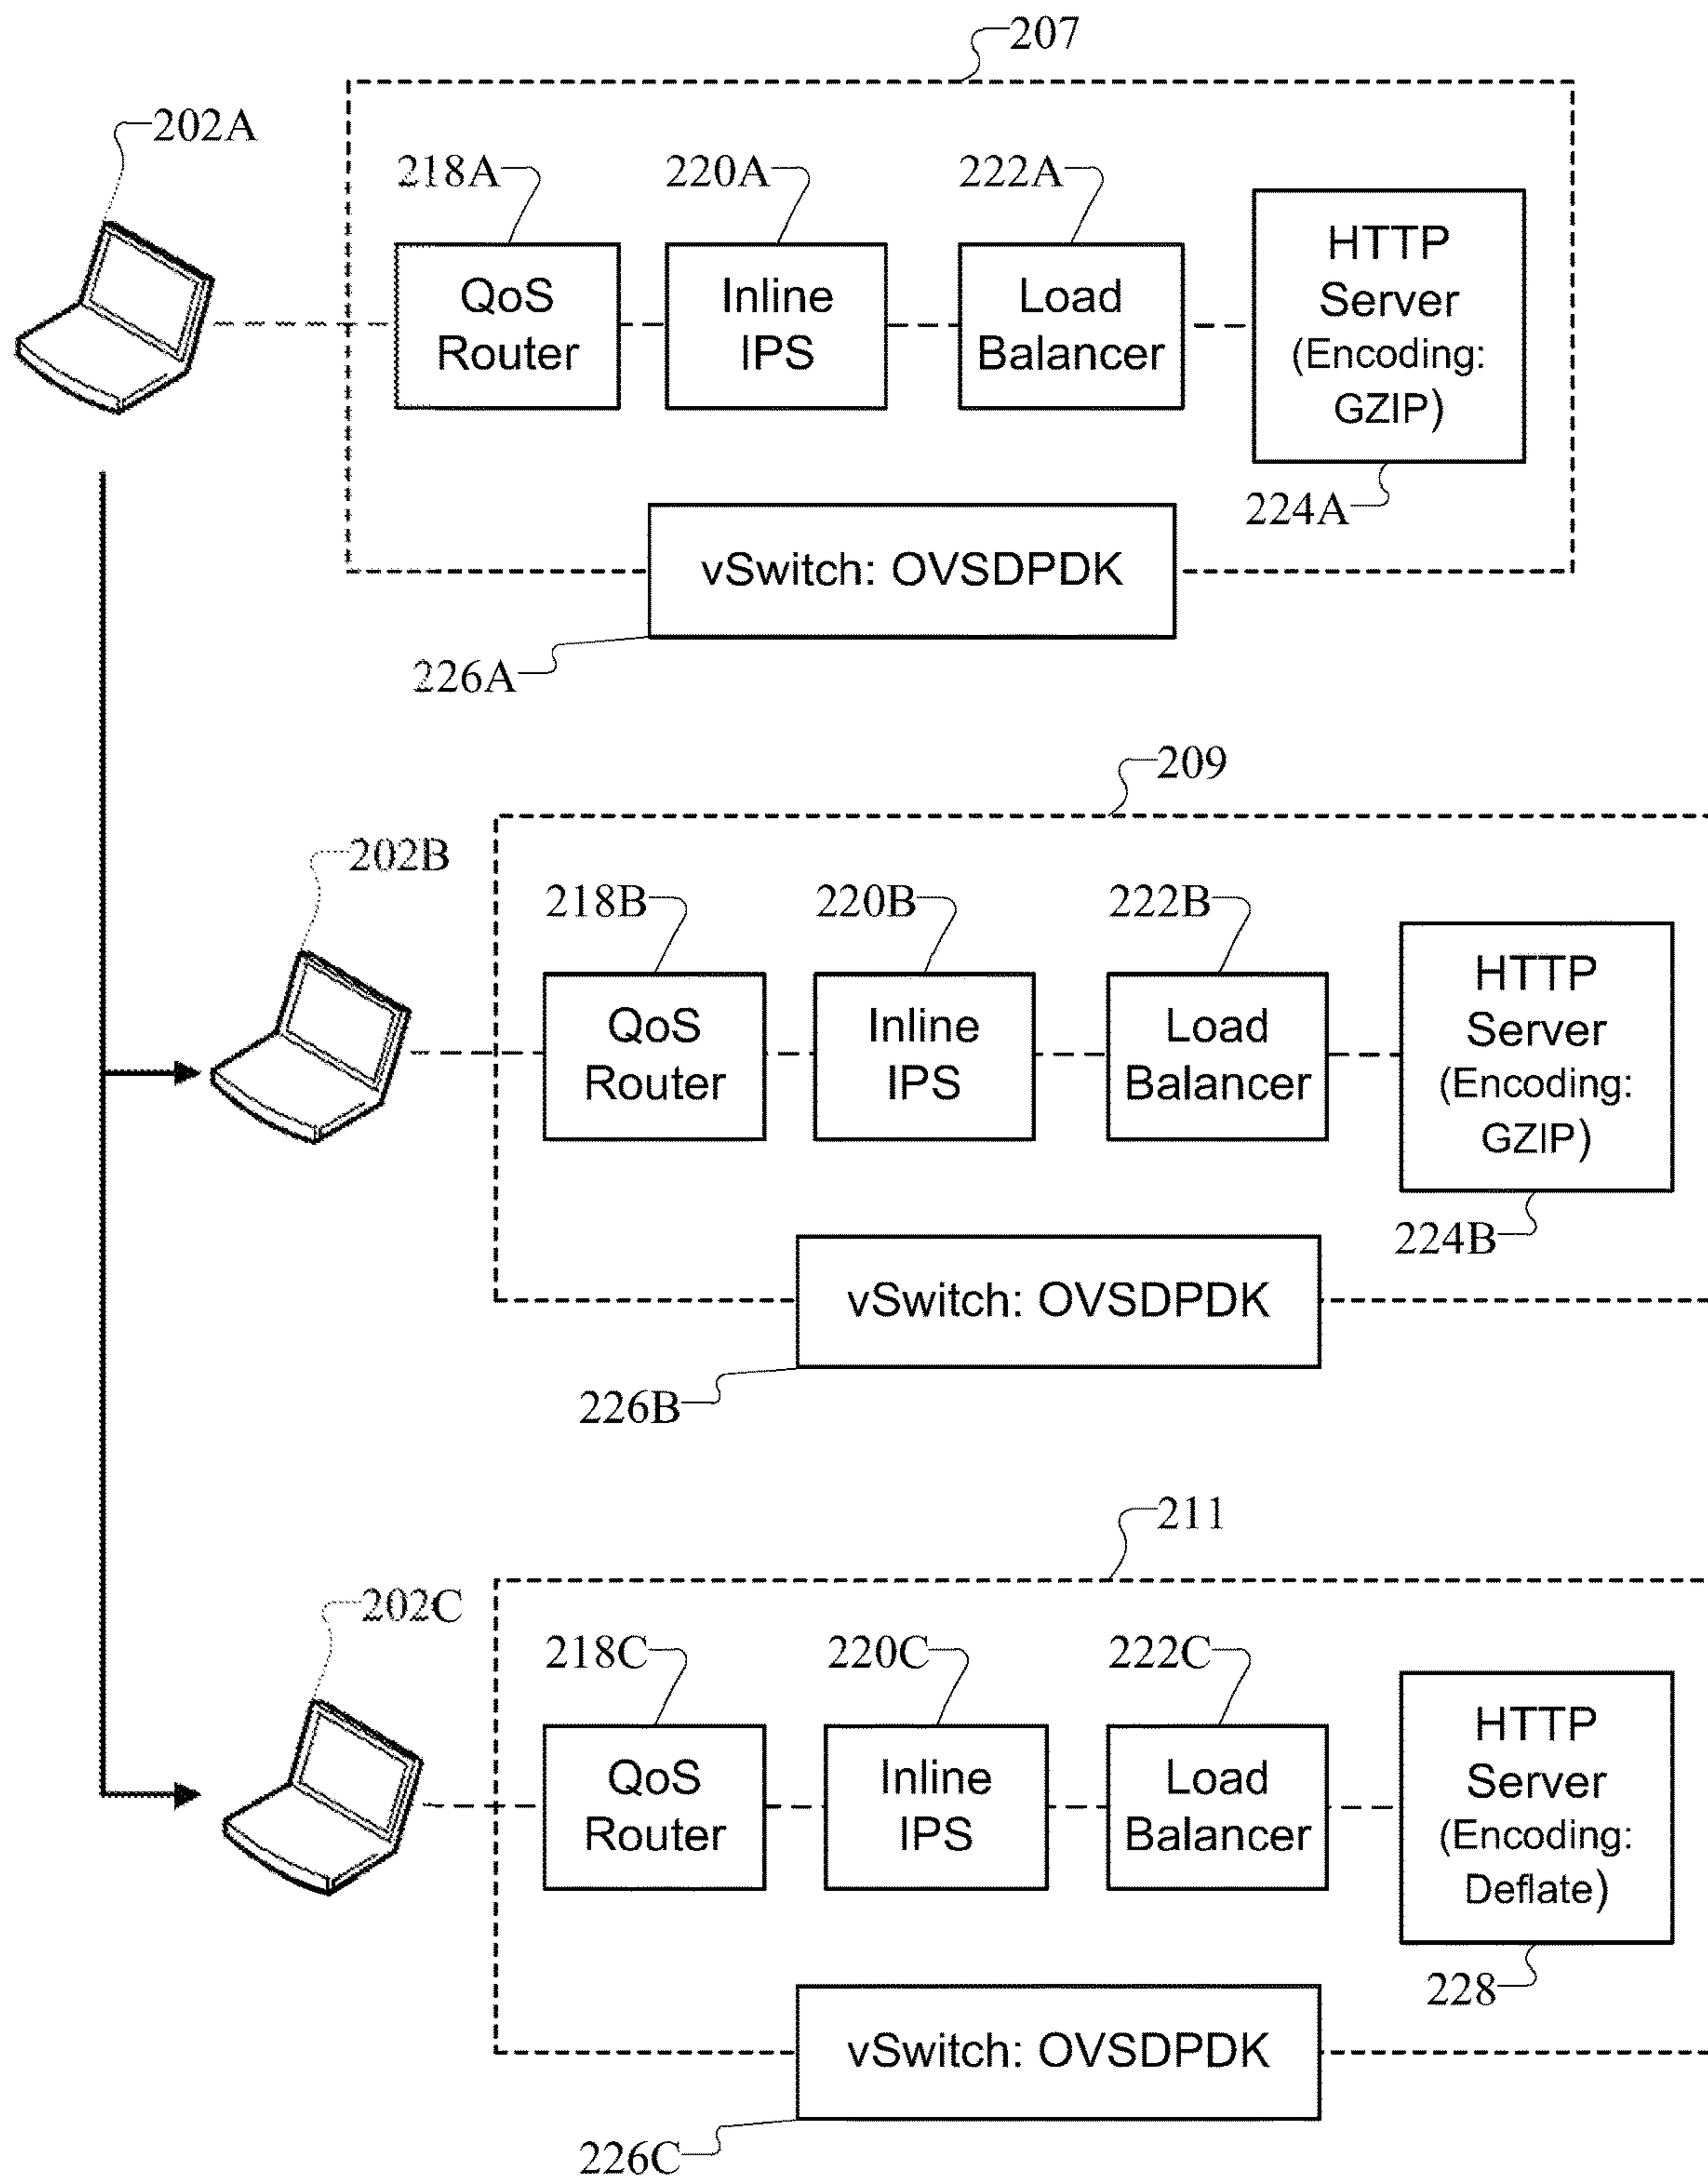 207
202A
218A
220A
222A
QoS
Router
Inline
IPS
Load
Balancer
HTTP
Server
(Encoding:
GZIP)
224A
vSwitch: OVSDPDK
226A
209
202B
218B
220B
222B
QoS
Router
Inline
IPS
Load
Balancer
HTTP
Server
(Encoding:
GZIP)
224B
vSwitch: OVSDPDK
226B
211
202C
218C
220C
222C
QoS
Router
Inline
IPS
Load
Balancer
HTTP
Server
(Encoding:
Deflate)
228
vSwitch: OVSDPDK
226C